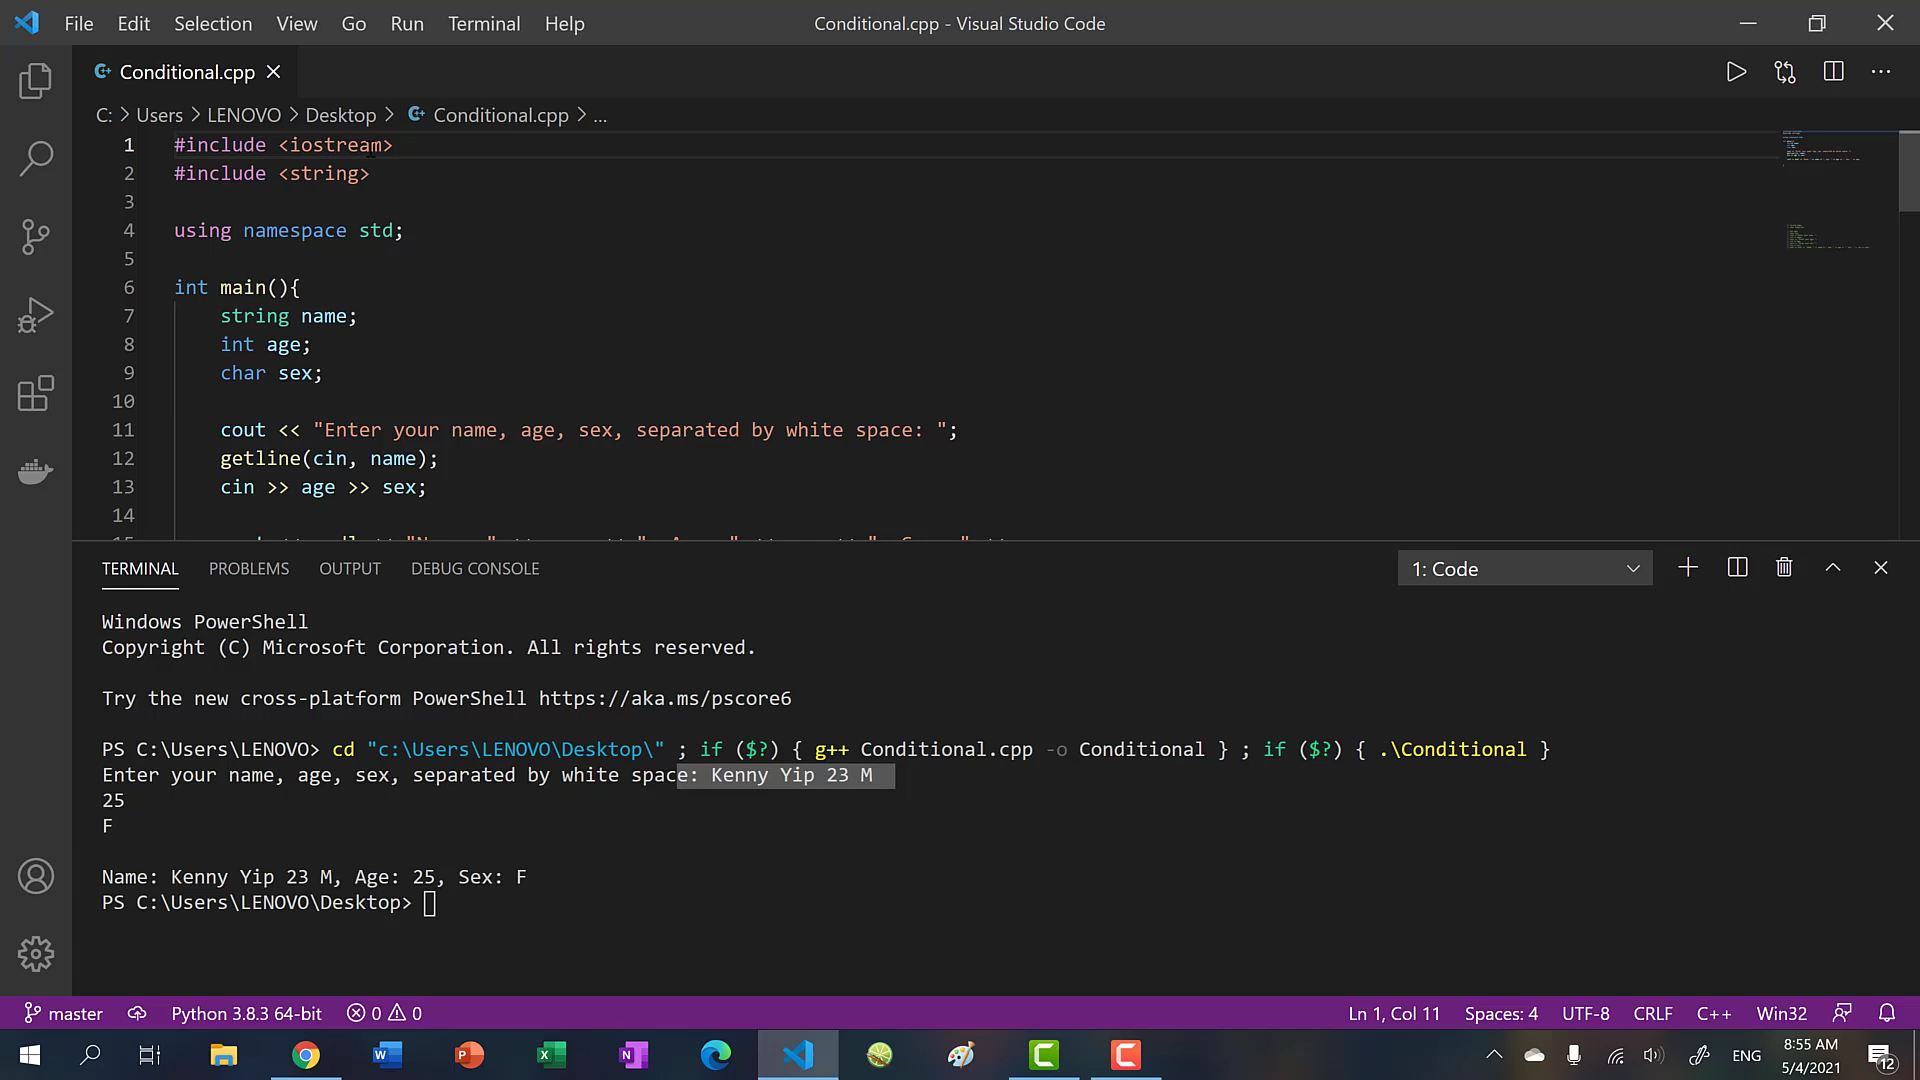 File Edit Selection View Go Run Terminal Help
Conditional.cpp - Visual Studio Code
Conditional.cpp
C: > Users > LENOVO > Desktop > Conditional.cpp > ...
1 #include <iostream>
2 #include <string>
3
4 using namespace std;
5
6 int main(){
7 string name;
8 int age;
9 char sex;
10
11 cout << "Enter your name, age, sex, separated by white space: ";
12 getline(cin, name);
13 cin >> age >> sex;
14
TERMINAL PROBLEMS OUTPUT DEBUG CONSOLE
1: Code
Windows PowerShell
Copyright (C) Microsoft Corporation. All rights reserved.
Try the new cross-platform PowerShell https://aka.ms/pscore6
PS C:\Users\LENOVO> cd "c:\Users\LENOVO\Desktop\" ; if ($?) { g++ Conditional.cpp -o Conditional } ; if ($?) { .\Conditional }
Enter your name, age, sex, separated by white space: Kenny Yip 23 M
25
F
Name: Kenny Yip 23 M, Age: 25, Sex: F
PS C:\Users\LENOVO\Desktop>
master Python 3.8.3 64-bit 0 0 Ln 1, Col 11 Spaces: 4 UTF-8 CRLF C++ Win32
ENG
8:55 AM
5/4/2021
12